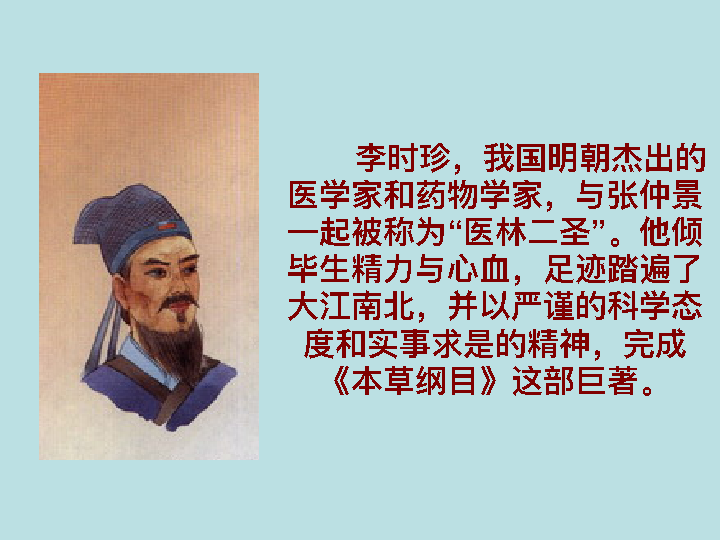 李时珍，我国明朝杰出的
医学家和药物学家，与张仲景
一起被称为“医林二圣”。他倾
毕生精力与心血，足迹踏遍了
大江南北，并以严谨的科学态
度和实事求是的精神，完成
《本草纲目》这部巨著。